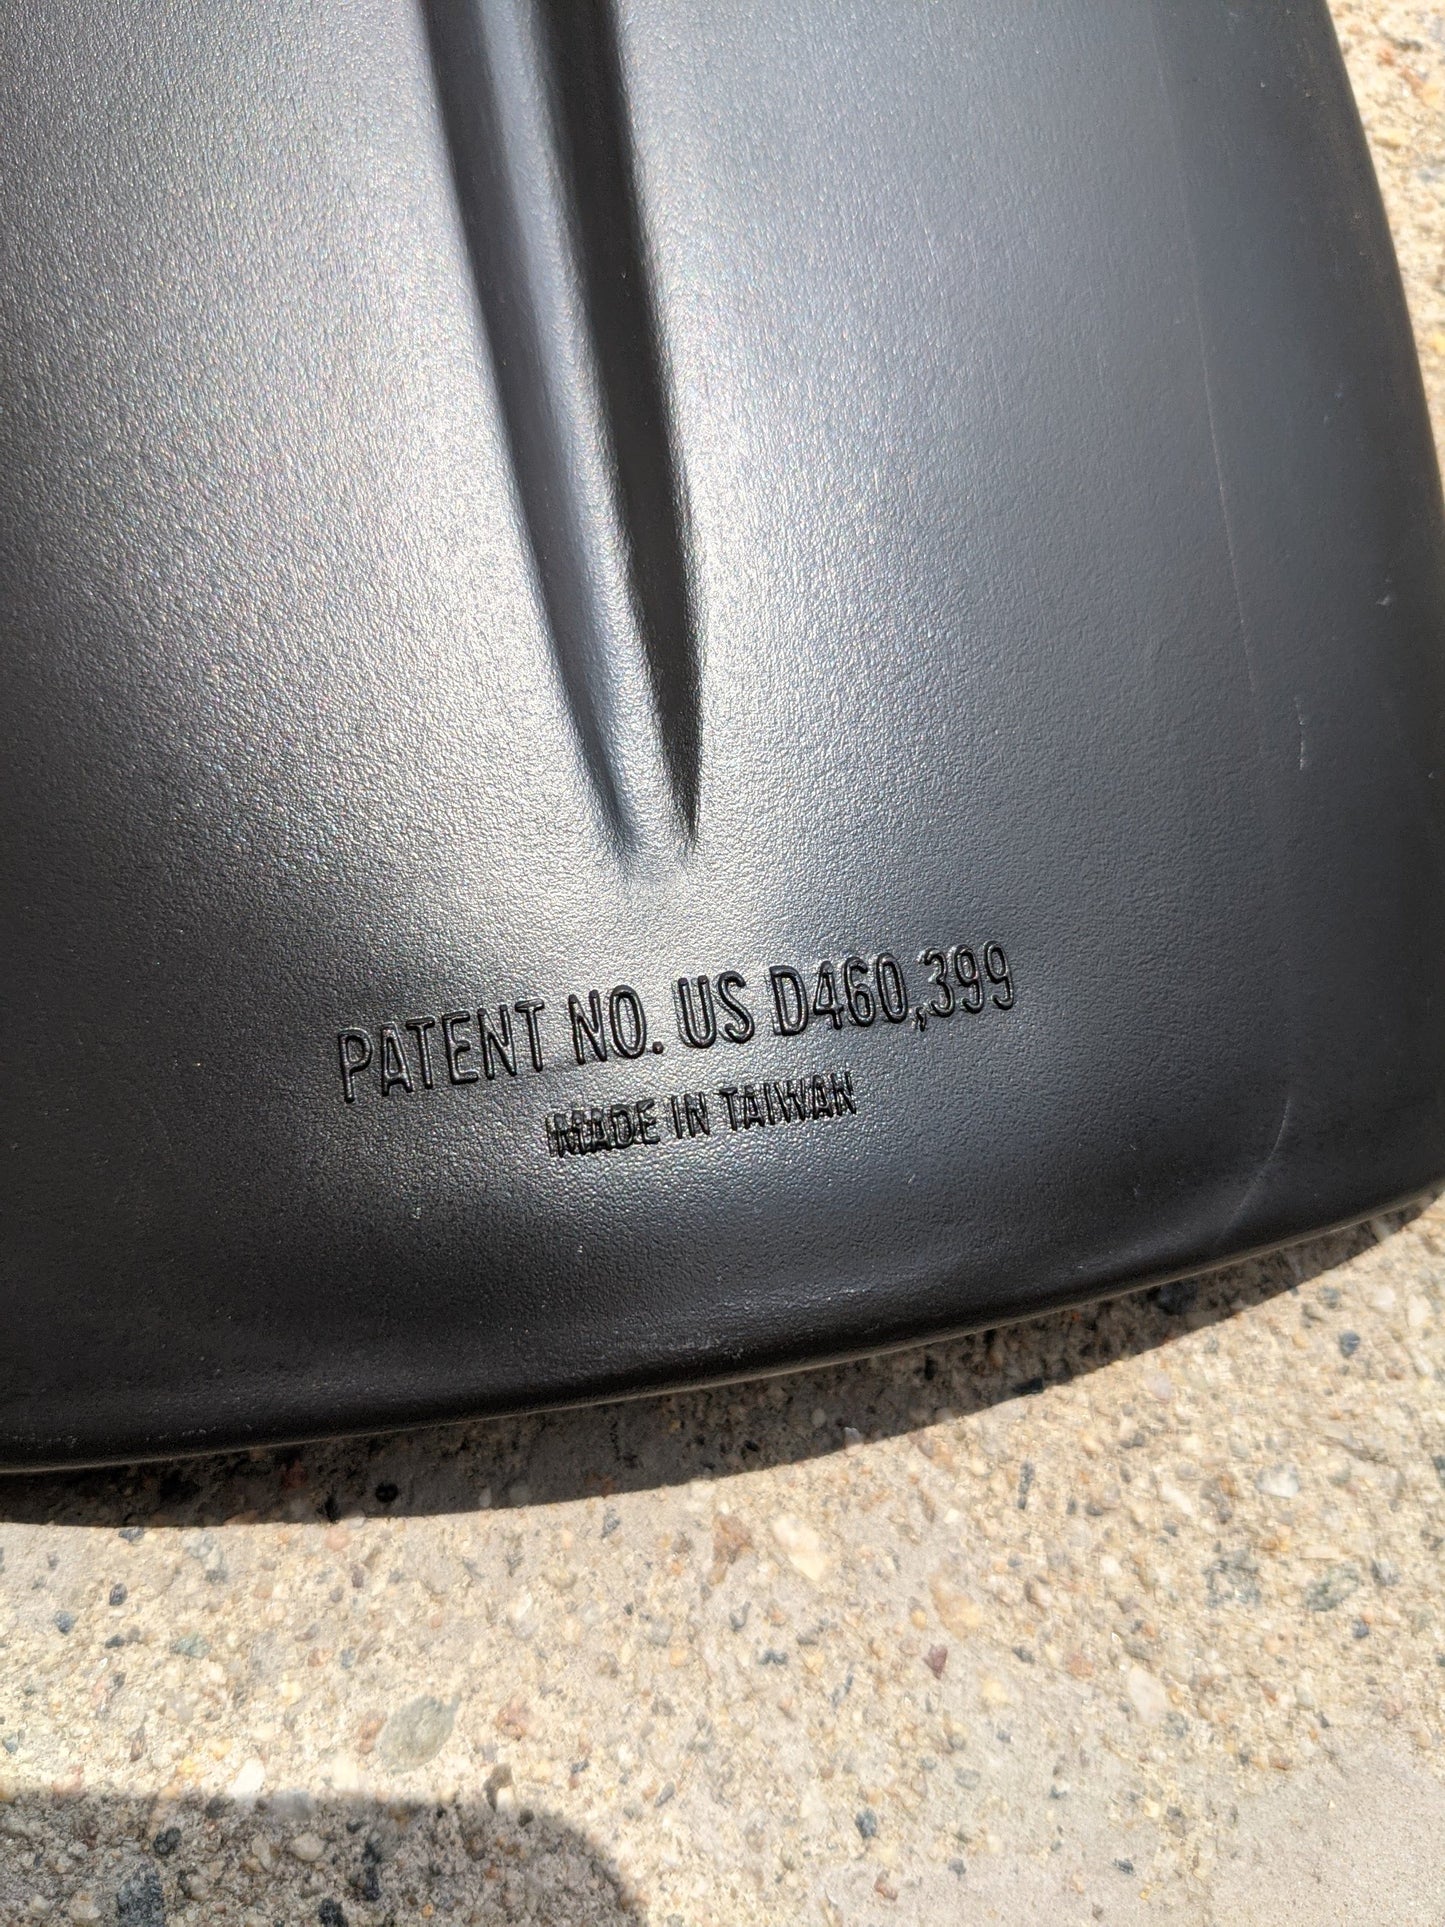 PATENT NO. US D460,399
MADE IN TAIWAN